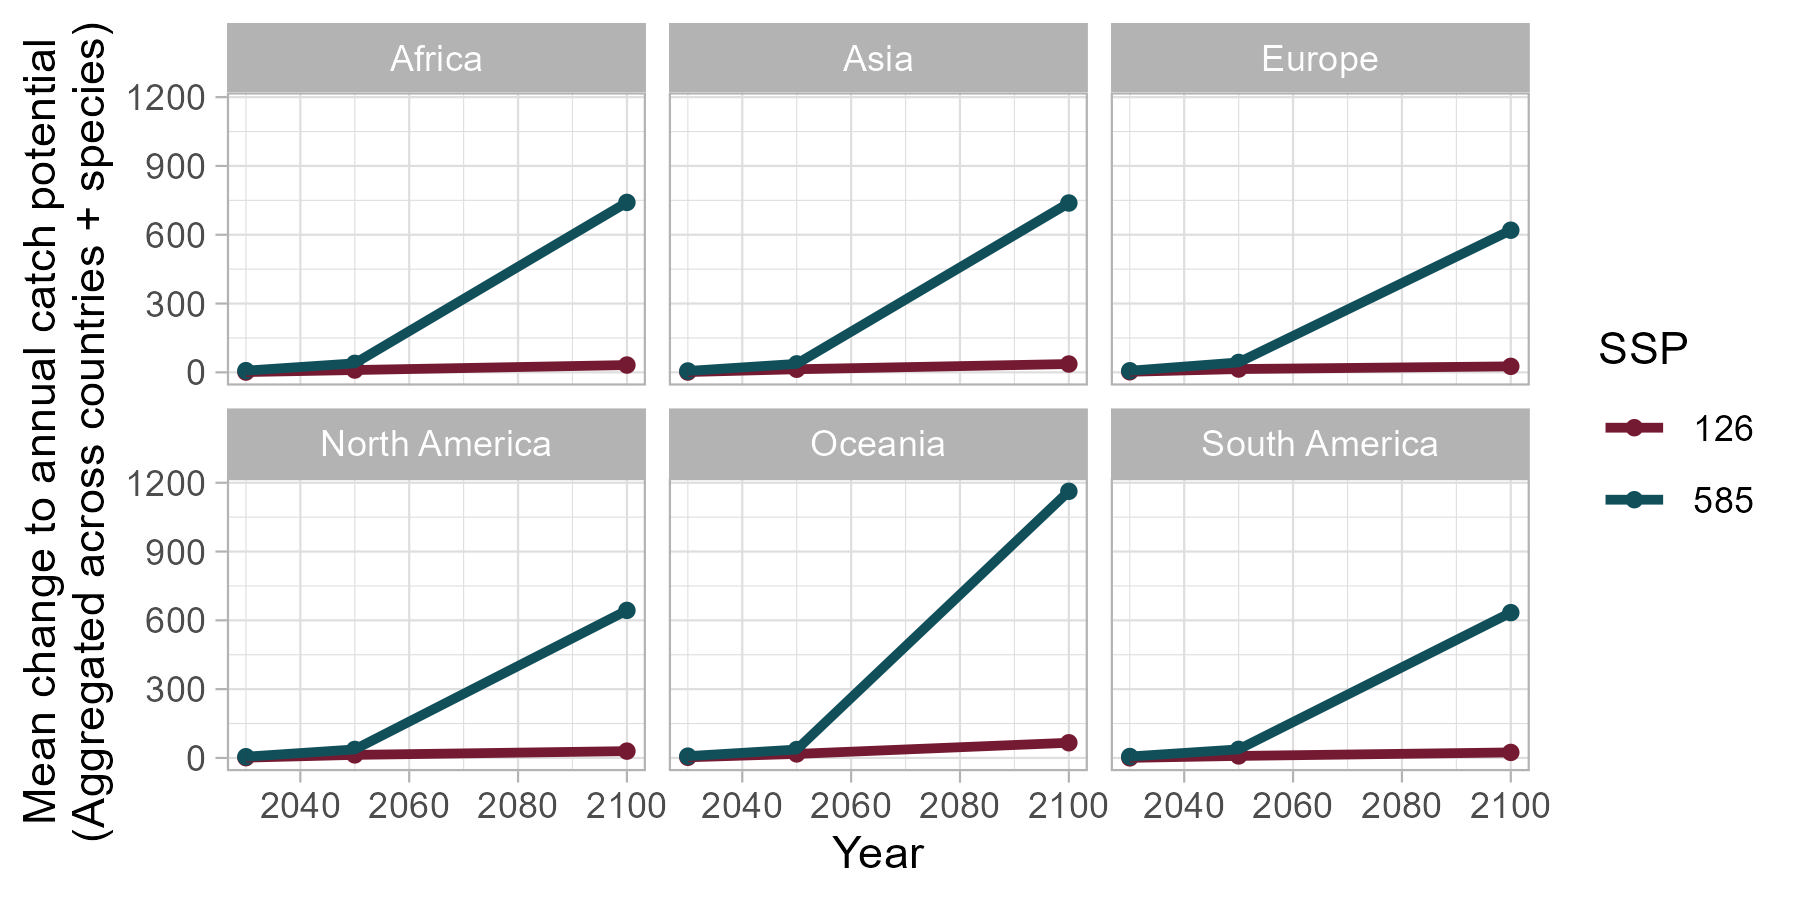 Mean change to annual catch potential
(Aggregated across countries + species)
Africa
Asia
Europe
1200
900
600
300
0
North America
Oceania
South America
1200
900
600
300
0
2040 2060 2080 2100
2040 2060 2080 2100
2040 2060 2080 2100
Year
SSP
126
585